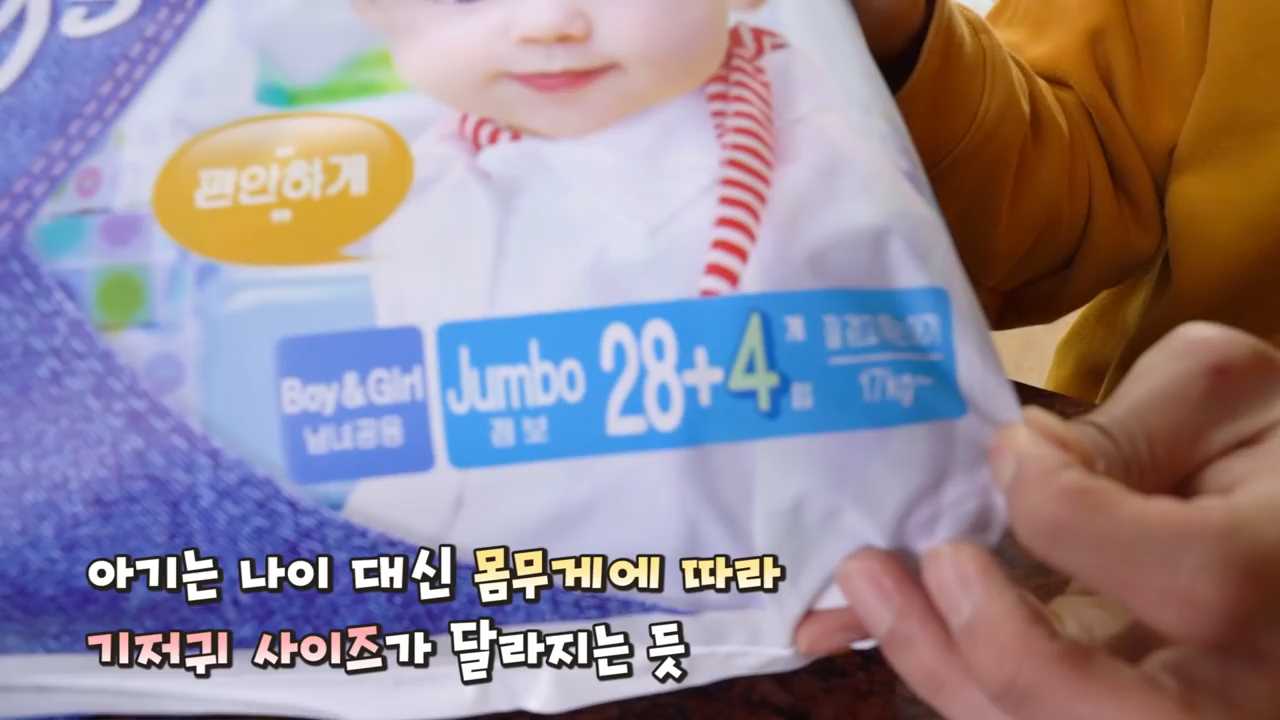 편안하게
Boy&Girl
남녀공용
Jumbo
점보
28+4
17kg~
아기는 나이 대신 몸무게에 따라
기저귀 사이즈가 달라지는 듯